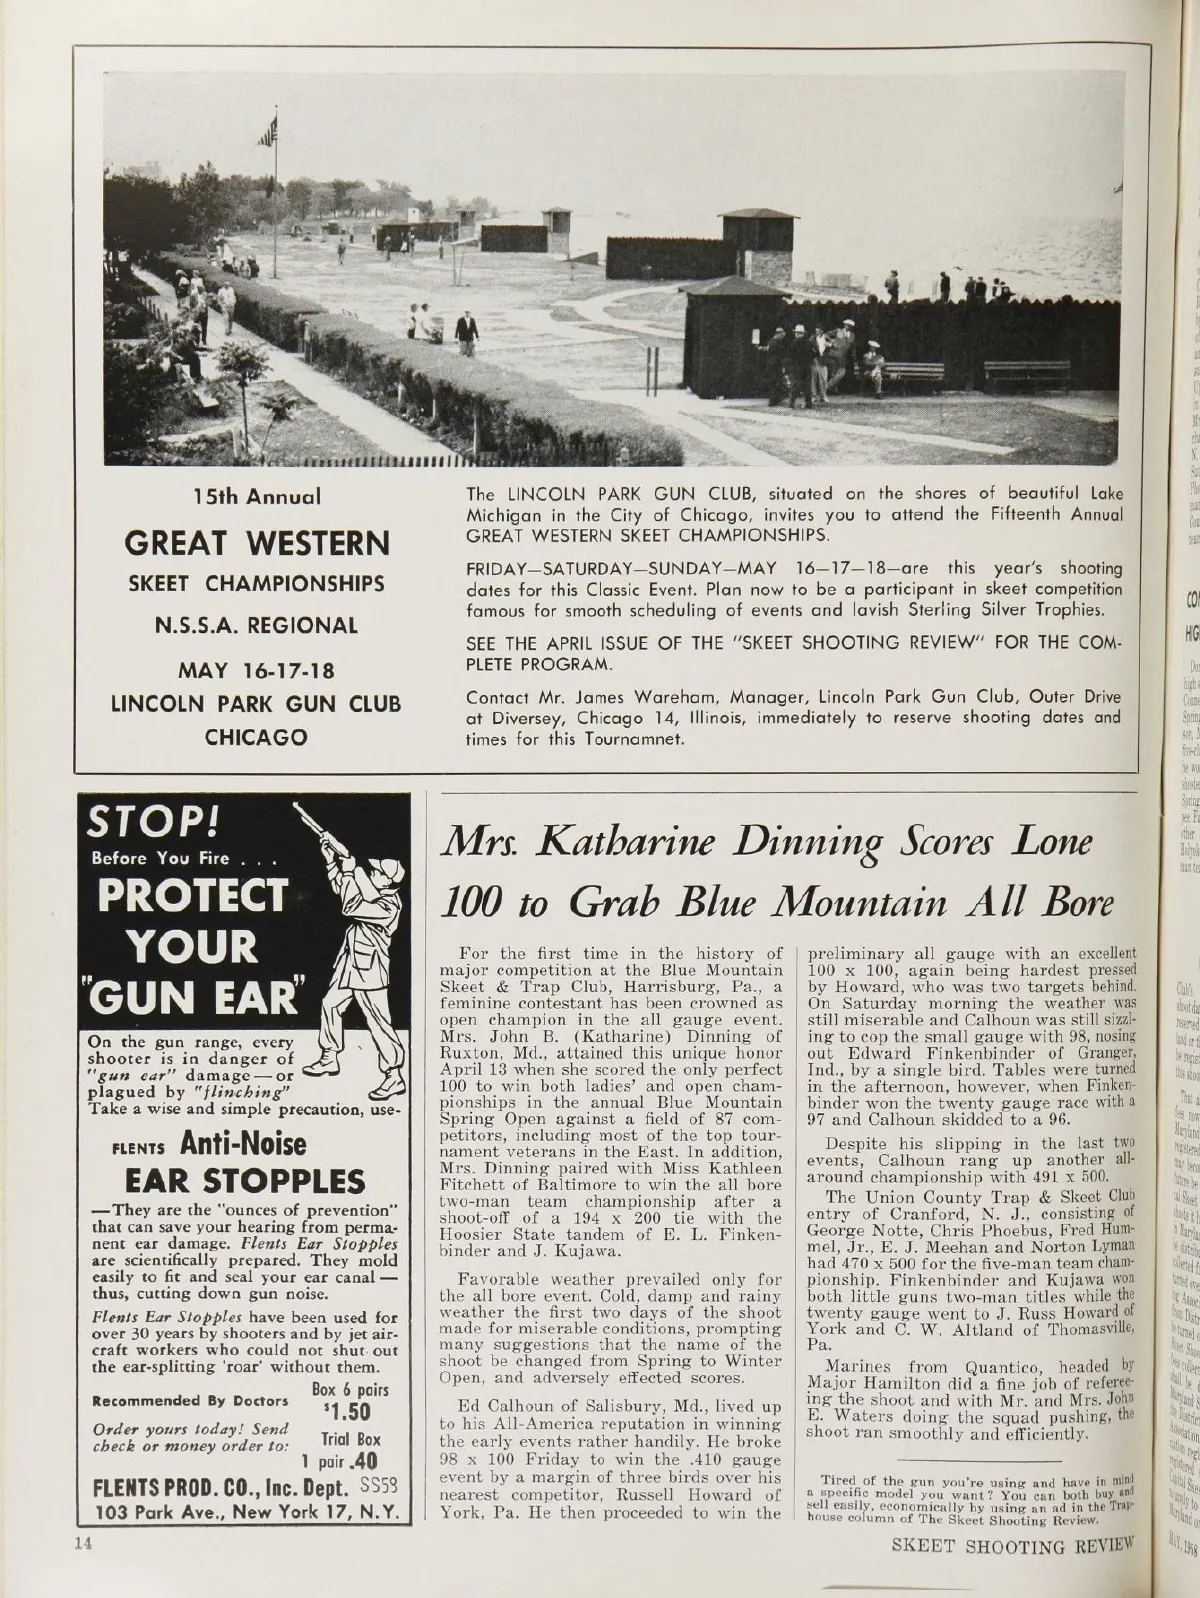 15th Annual
GREAT WESTERN
SKEET CHAMPIONSHIPS
N.S.S.A. REGIONAL
MAY 16-17-18
LINCOLN PARK GUN CLUB
CHICAGO
The LINCOLN PARK GUN CLUB, situated on the shores of beautiful Lake
Michigan in the City of Chicago, invites you to attend the Fifteenth Annual
GREAT WESTERN SKEET CHAMPIONSHIPS.
FRIDAY—SATURDAY—SUNDAY—MAY 16—17—18—are this year's shooting
dates for this Classic Event. Plan now to be a participant in skeet competition
famous for smooth scheduling of events and lavish Sterling Silver Trophies.
SEE THE APRIL ISSUE OF THE "SKEET SHOOTING REVIEW" FOR THE COM-
PLETE PROGRAM.
Contact Mr. James Wareham, Manager, Lincoln Park Gun Club, Outer Drive
at Diversey, Chicago 14, Illinois, immediately to reserve shooting dates and
times for this Tournamnet.
STOP!
Before You Fire . . .
PROTECT
YOUR
"GUN EAR"
On the gun range, every
shooter is in danger of
"gun ear" damage—or
plagued by "flinching"
Take a wise and simple precaution, use-
FLENTS Anti-Noise
EAR STOPPLES
—They are the "ounces of prevention"
that can save your hearing from perma-
nent ear damage. Flents Ear Stopples
are scientifically prepared. They mold
easily to fit and seal your ear canal—
thus, cutting down gun noise.
Flents Ear Stopples have been used for
over 30 years by shooters and by jet air-
craft workers who could not shut out
the ear-splitting 'roar' without them.
Recommended By Doctors
Order yours today! Send
check or money order to:
Box 6 pairs
$1.50
Trial Box
1 pair .40
FLENTS PROD. CO., Inc. Dept. SS58
103 Park Ave., New York 17, N.Y.
Mrs. Katharine Dinning Scores Lone
100 to Grab Blue Mountain All Bore
For the first time in the history of
major competition at the Blue Mountain
Skeet & Trap Club, Harrisburg, Pa., a
feminine contestant has been crowned as
open champion in the all gauge event.
Mrs. John B. (Katharine) Dinning of
Ruxton, Md., attained this unique honor
April 13 when she scored the only perfect
100 to win both ladies' and open cham-
pionships in the annual Blue Mountain
Spring Open against a field of 87 com-
petitors, including most of the top tour-
nament veterans in the East. In addition,
Mrs. Dinning paired with Miss Kathleen
Fitchett of Baltimore to win the all bore
two-man team championship after a
shoot-off of a 194 x 200 tie with the
Hoosier State tandem of E. L. Finken-
binder and J. Kujawa.
Favorable weather prevailed only for
the all bore event. Cold, damp and rainy
weather the first two days of the shoot
made for miserable conditions, prompting
many suggestions that the name of the
shoot be changed from Spring to Winter
Open, and adversely effected scores.
Ed Calhoun of Salisbury, Md., lived up
to his All-America reputation in winning
the early events rather handily. He broke
98 x 100 Friday to win the .410 gauge
event by a margin of three birds over his
nearest competitor, Russell Howard of
York, Pa. He then proceeded to win the
preliminary all gauge with an excellent
100 x 100, again being hardest pressed
by Howard, who was two targets behind.
On Saturday morning the weather was
still miserable and Calhoun was still sizzl-
ing to cop the small gauge with 98, nosing
out Edward Finkenbinder of Granger,
Ind., by a single bird. Tables were turned
in the afternoon, however, when Finken-
binder won the twenty gauge race with a
97 and Calhoun skidded to a 96.
Despite his slipping in the last two
events, Calhoun rang up another all-
around championship with 491 x 500.
The Union County Trap & Skeet Club
entry of Cranford, N. J., consisting of
George Notte, Chris Phoebus, Fred Hum-
mel, Jr., E. J. Meehan and Norton Lyman
had 470 x 500 for the five-man team cham-
pionship. Finkenbinder and Kujawa won
both little guns two-man titles while the
twenty gauge went to J. Russ Howard of
York and C. W. Altland of Thomasville,
Pa.
Marines from Quantico, headed by
Major Hamilton did a fine job of referee-
ing the shoot and with Mr. and Mrs. John
E. Waters doing the squad pushing, the
shoot ran smoothly and efficiently.
Tired of the gun you're using and have in mind
a specific model you want? You can both buy and
sell easily, economically by using an ad in the Trap-
house column of The Skeet Shooting Review.
14
SKEET SHOOTING REVIEW